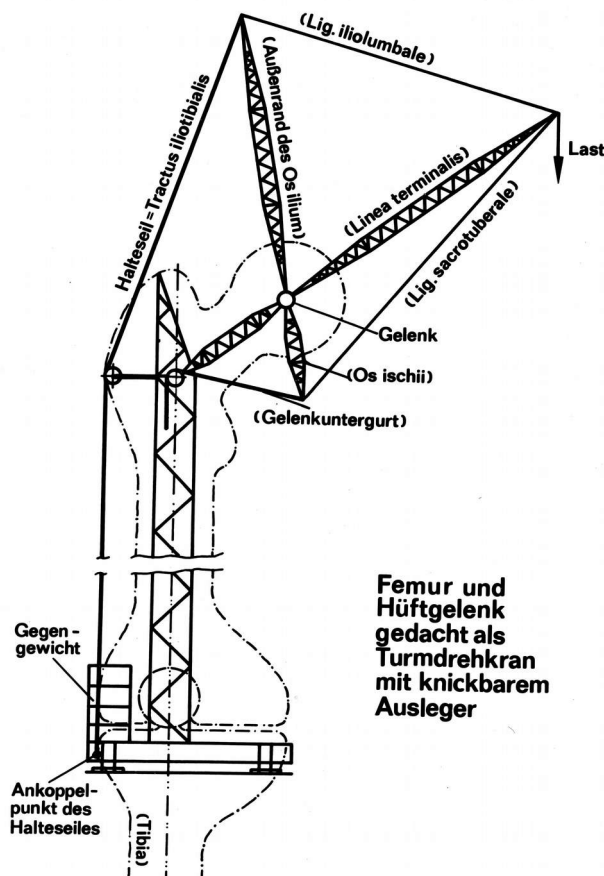 (Lig. iliolumbale)
Last
(Außenrand des Os ilium)
Halteseil=Tractus iliotibialis
(Linea terminalis)
(Lig. sacrotuberale)
Gelenk
(Os ischii)
(Gelenkuntergurt)
Femur und
Hüftgelenk
gedacht als
Turmdrehkran
mit knickbarem
Ausleger
Gegen-
gewicht
Ankoppel-
punkt des
Halteseiles
(Tibia)